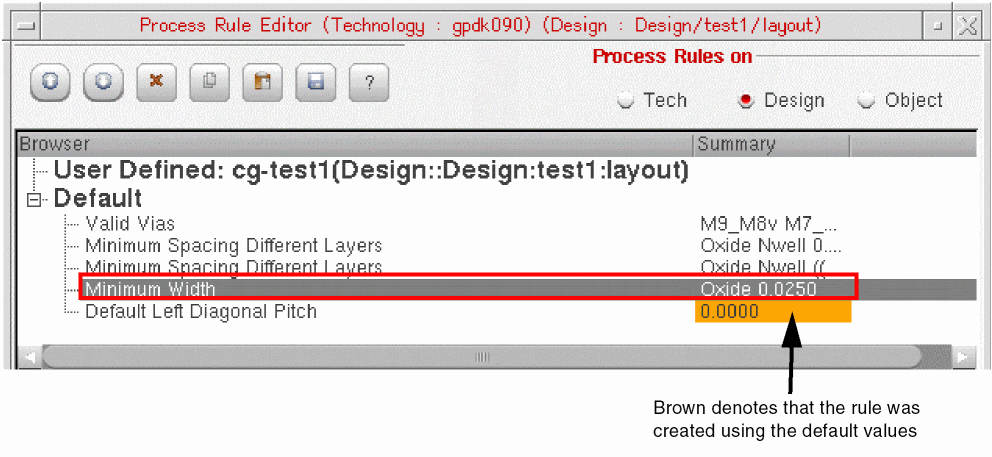 Process Rule Editor (Technology : gpdk090) (Design : Design/test1/layout)
Process Rules on
?
Tech Design Object
Browser Summary
User Defined: cg-test1(Design::Design:test1:layout)
Default
Valid Vias M9_M8v M7_...
Minimum Spacing Different Layers Oxide Nwell 0....
Minimum Spacing Different Layers Oxide Nwell ((
Minimum Width Oxide 0.0250
Default Left Diagonal Pitch 0.0000
Brown denotes that the rule was
created using the default values